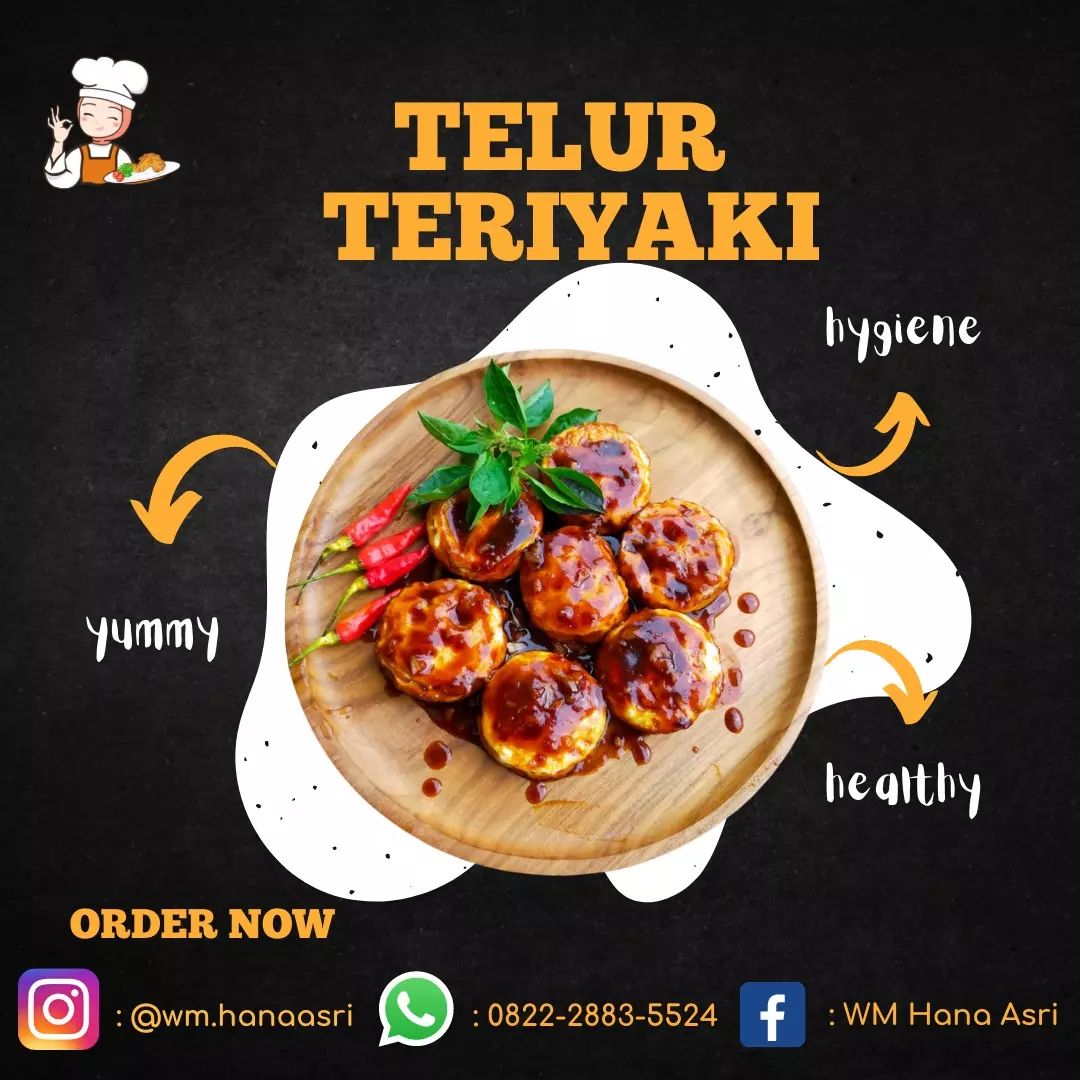 TELUR
TERIYAKI
hygiene
yummy
healthy
ORDER NOW
: @wm.hanaasri
: 0822-2883-5524
: WM Hana Asri